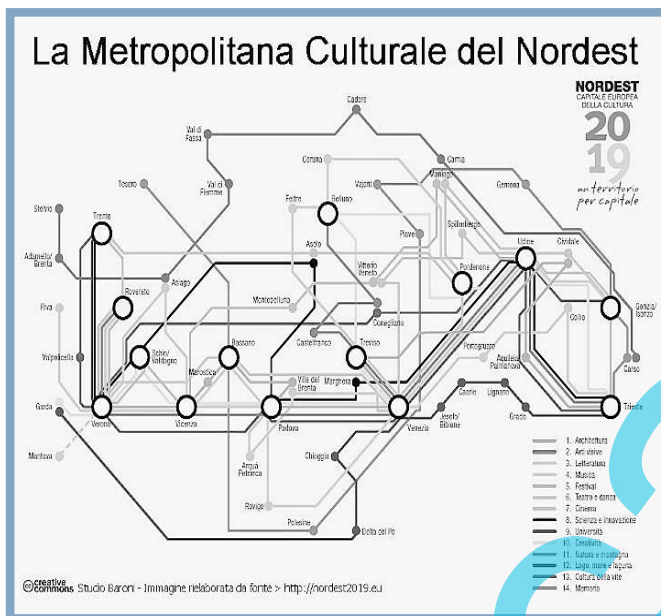 La Metropolitana Culturale del Nordest
NORDEST
CAPITALE EUROPEA
DELLA CULTURA
20
19
un territorio
per capitale
Cadore
Val di
Fassa
Cortona
Carnia
Tesero
Val di
Fiemme
Vajont
Maniago
Gemona
Stelvio
Feltre
Belluno
Trento
Piave
Spilimbergo
Udine
Cividale
Asolo
Adamello/
Brenta
Asiago
Vittorio
Veneto
Pordenone
Riva
Rovereto
Montebelluna
Conegliano
Collio
Gorizia/
Isonzo
Castelfranco
Valpolicella
Schio/
Valdagno
Bassano
Treviso
Portogruaro
Aquileia
Palmanova
Carso
Marostica
Ville del
Brenta
Marghera
Garda
Verona
Vicenza
Padova
Venezia
Caorle
Lignano
Jesolo/
Bibione
Grado
Trieste
Mantova
Arquà
Petrarca
Chioggia
Rovigo
Polesine
Delta del Pò
1. Architettura
2. Arti visive
3. Letteratura
4. Musica
5. Festival
6. Teatro e danza
7. Cinema
8. Scienza e innovazione
9. Università
10. Creatività
11. Natura e montagna
12. Lago, mare e laguna
13. Cultura della vite
14. Memoria
cc creative commons Studio Baroni - Immagine rielaborata da fonte > http://nordest2019.eu